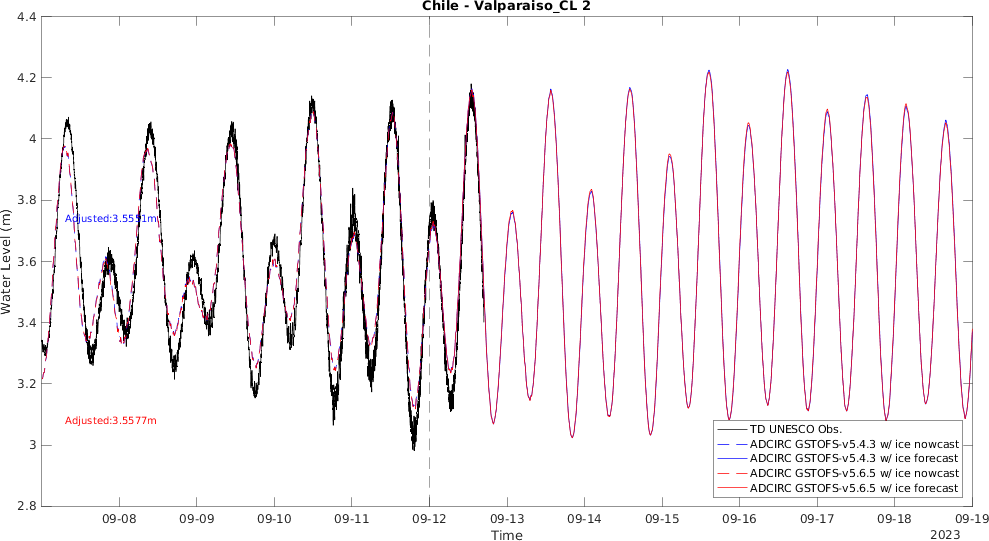 Chile - Valparaiso_CL 2
4.4
4.2
4
3.8
3.6
3.4
3.2
3
2.8
Water Level (m)
Adjusted:3.5551m
Adjusted:3.5577m
TD UNESCO Obs.
ADCIRC GSTOFS-v5.4.3 w/ ice nowcast
ADCIRC GSTOFS-v5.4.3 w/ ice forecast
ADCIRC GSTOFS-v5.6.5 w/ ice nowcast
ADCIRC GSTOFS-v5.6.5 w/ ice forecast
09-08 09-09 09-10 09-11 09-12 09-13 09-14 09-15 09-16 09-17 09-18 09-19
Time
2023